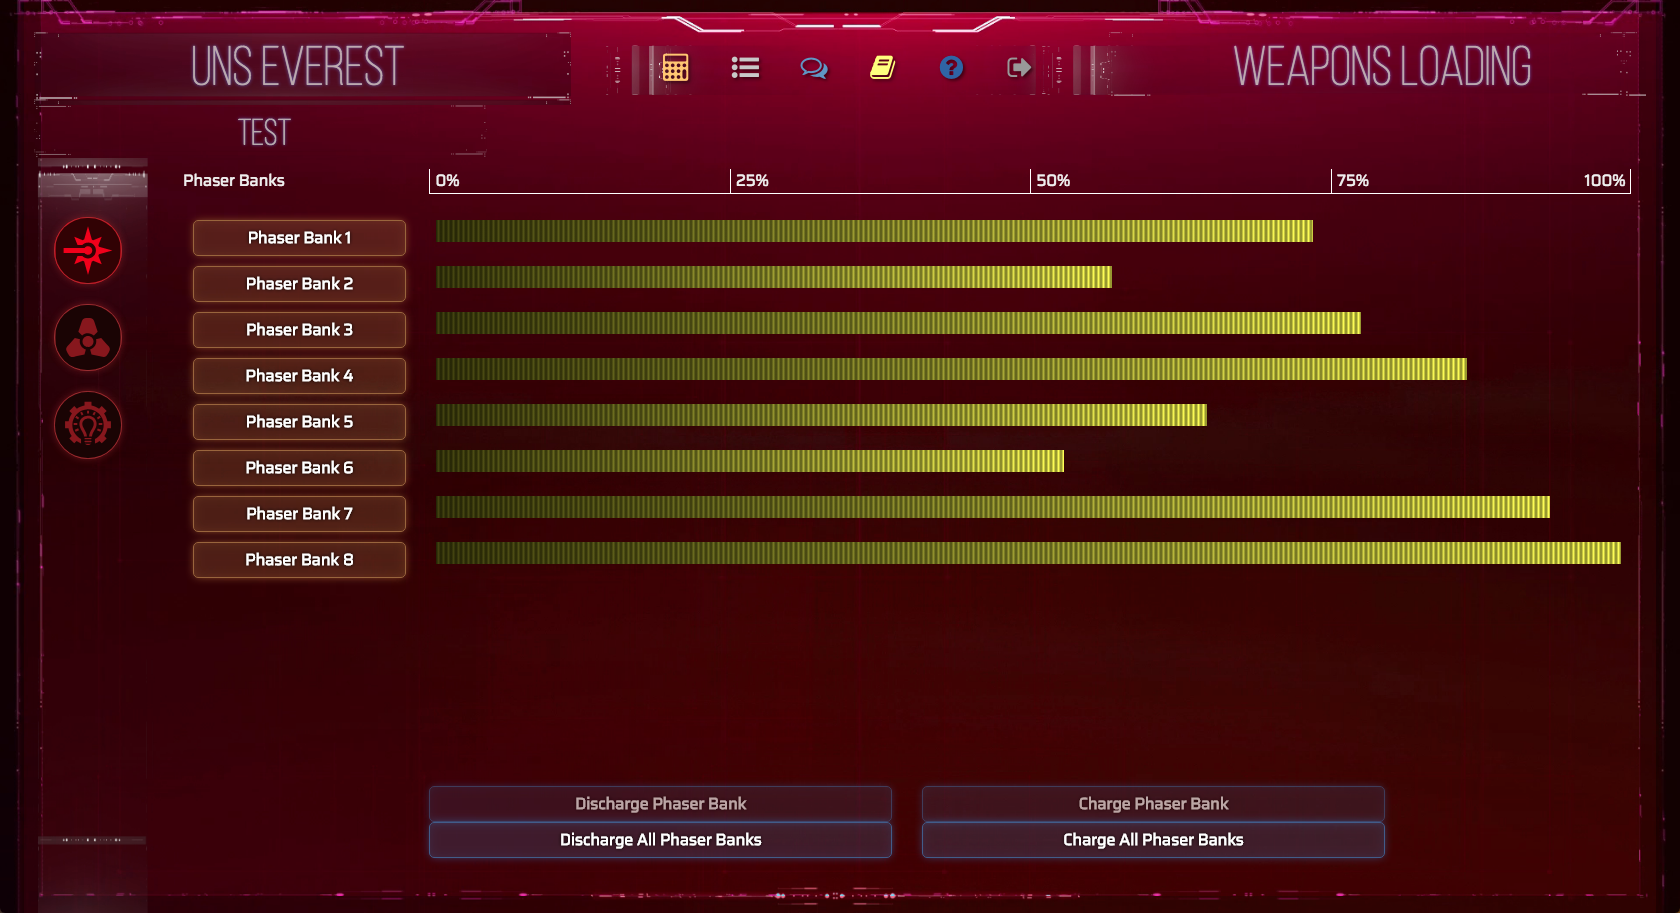 UNS EVEREST
WEAPONS LOADING
TEST
Phaser Banks
0% 25% 50% 75% 100%
Phaser Bank 1
Phaser Bank 2
Phaser Bank 3
Phaser Bank 4
Phaser Bank 5
Phaser Bank 6
Phaser Bank 7
Phaser Bank 8
Discharge Phaser Bank
Charge Phaser Bank
Discharge All Phaser Banks
Charge All Phaser Banks